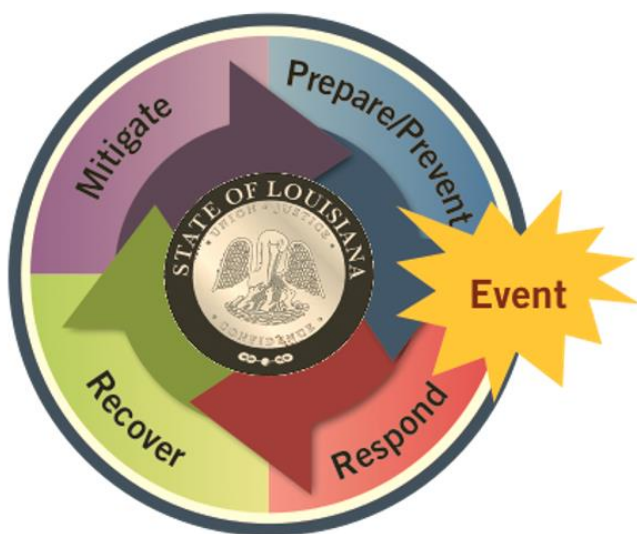 Mitigate
Prepare/Prevent
STATE OF LOUISIANA
UNION · JUSTICE
CONFIDENCE
Event
Recover
Respond